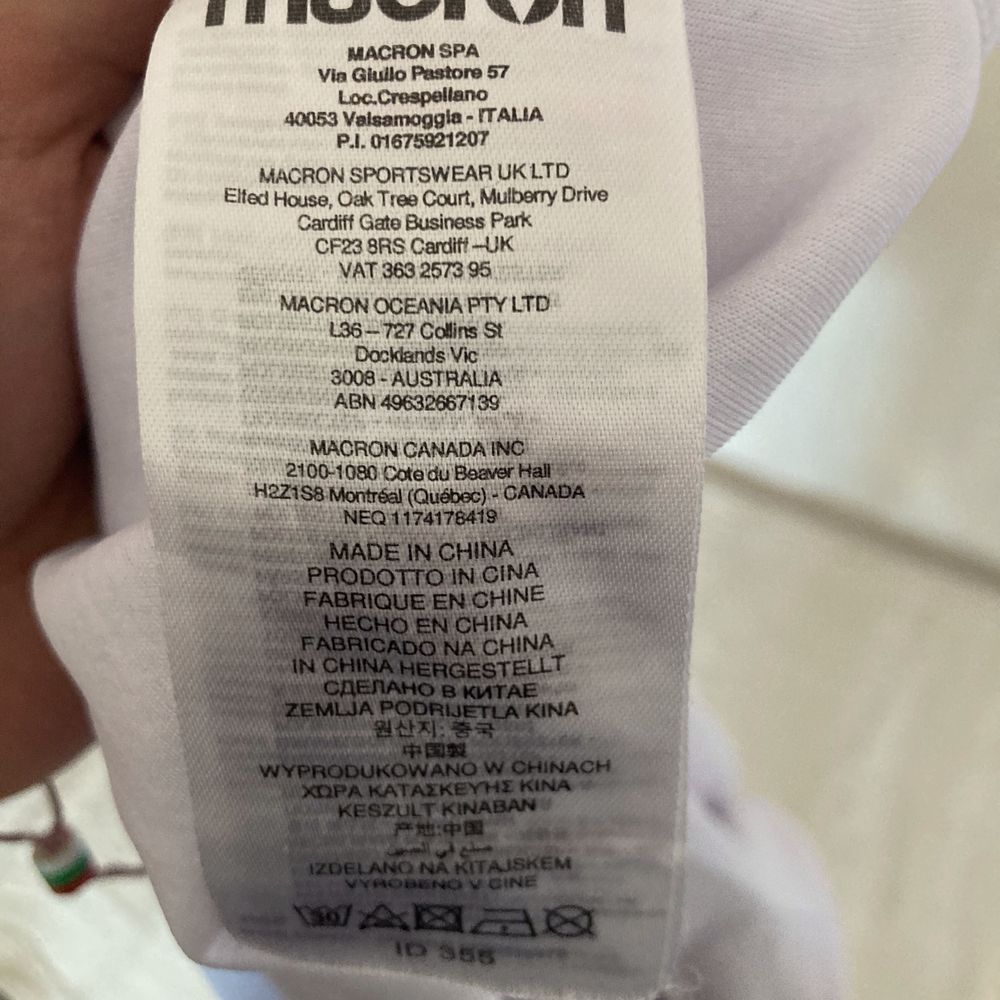 macron
MACRON SPA
Via Giulio Pastore 57
Loc.Crespellano
40053 Valsamoggia - ITALIA
P.I. 01675921207
MACRON SPORTSWEAR UK LTD
Elfed House, Oak Tree Court, Mulberry Drive
Cardiff Gate Business Park
CF23 8RS Cardiff –UK
VAT 363 2573 95
MACRON OCEANIA PTY LTD
L36 – 727 Collins St
Docklands Vic
3008 - AUSTRALIA
ABN 49632667139
MACRON CANADA INC
2100-1080 Cote du Beaver Hall
H2Z1S8 Montréal (Québec) - CANADA
NEQ 1174178419
MADE IN CHINA
PRODOTTO IN CINA
FABRIQUE EN CHINE
HECHO EN CHINA
FABRICADO NA CHINA
IN CHINA HERGESTELLT
СДЕЛАНО В КИТАЕ
ZEMLJA PODRIJETLA KINA
원산지: 중국
中国製
WYPRODUKOWANO W CHINACH
ΧΩΡΑ ΚΑΤΑΣΚΕΥΗΣ ΚΙΝΑ
KESZULT KINABAN
产地:中国
صنع في الصين
IZDELANO NA KITAJSKEM
VYROBENO V CINE
30
ID 355